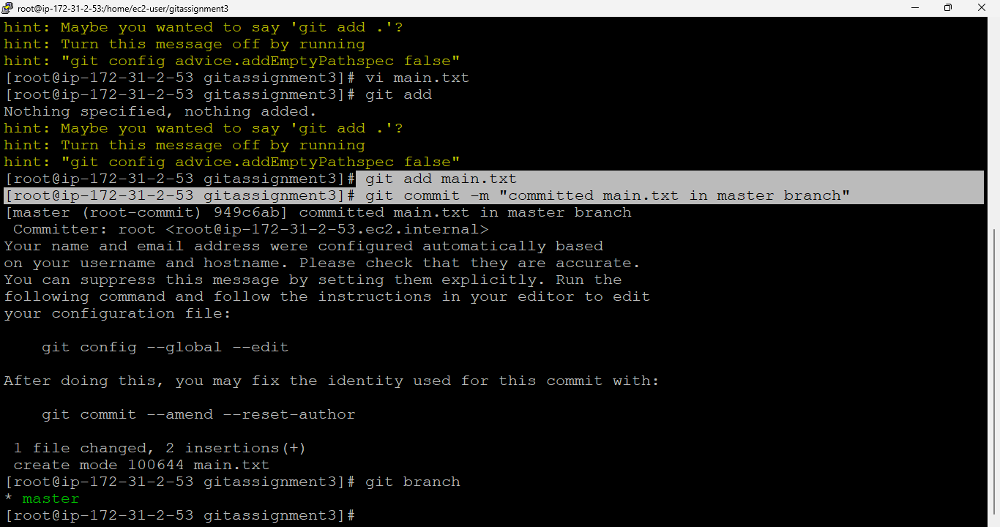 root@ip-172-31-2-53:/home/ec2-user/gitassignment3
hint: Maybe you wanted to say 'git add .'?
hint: Turn this message off by running
hint: "git config advice.addEmptyPathspec false"
[root@ip-172-31-2-53 gitassignment3]# vi main.txt
[root@ip-172-31-2-53 gitassignment3]# git add
Nothing specified, nothing added.
hint: Maybe you wanted to say 'git add .'?
hint: Turn this message off by running
hint: "git config advice.addEmptyPathspec false"
[root@ip-172-31-2-53 gitassignment3]# git add main.txt
[root@ip-172-31-2-53 gitassignment3]# git commit -m "committed main.txt in master branch"
[master (root-commit) 949c6ab] committed main.txt in master branch
 Committer: root <root@ip-172-31-2-53.ec2.internal>
Your name and email address were configured automatically based
on your username and hostname. Please check that they are accurate.
You can suppress this message by setting them explicitly. Run the
following command and follow the instructions in your editor to edit
your configuration file:
    git config --global --edit
After doing this, you may fix the identity used for this commit with:
    git commit --amend --reset-author
 1 file changed, 2 insertions(+)
 create mode 100644 main.txt
[root@ip-172-31-2-53 gitassignment3]# git branch
* master
[root@ip-172-31-2-53 gitassignment3]#